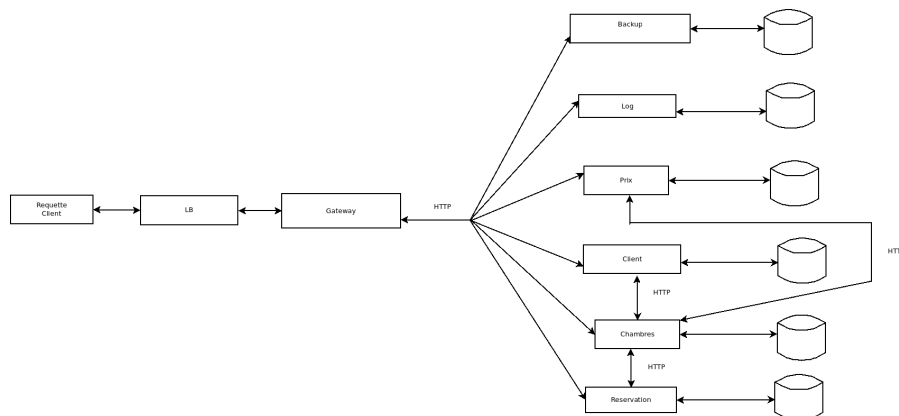 Backup
Log
Prix
Requette
Client
LB
Gateway
HTTP
Client
HTTP
Chambres
HTTP
Reservation